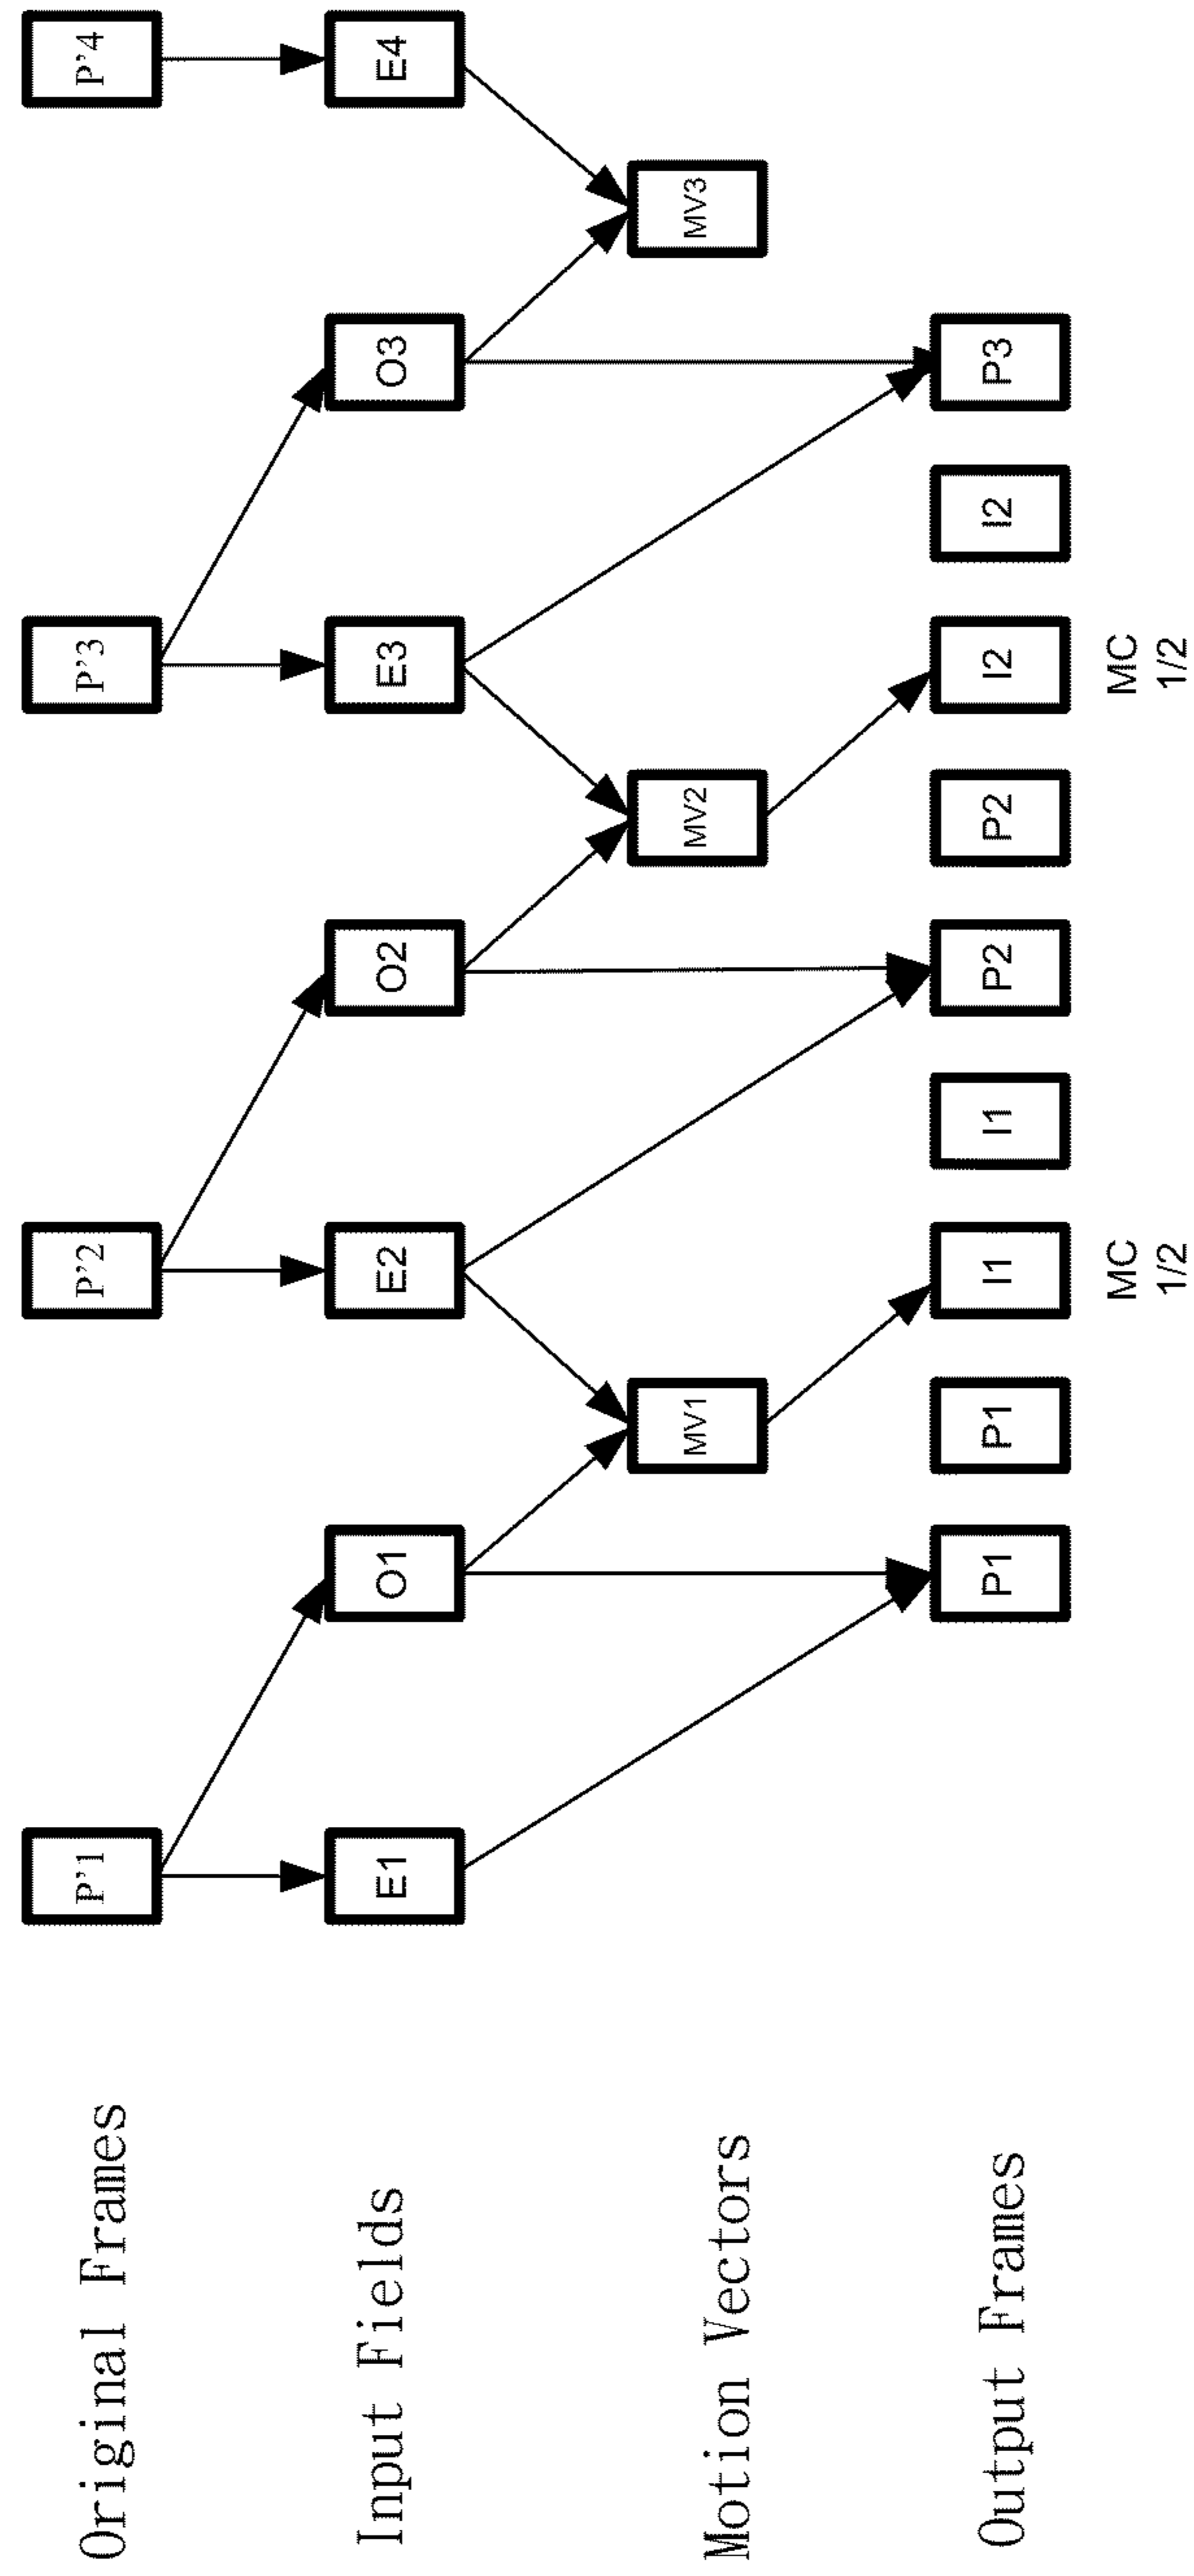 Original Frames
P'1
P'2
P'3
P'4
Input Fields
E1
O1
E2
O2
E3
O3
E4
Motion Vectors
MV1
MV2
MV3
Output Frames
P1
P1
I1
I1
P2
P2
I2
I2
P3
MC
1/2
MC
1/2